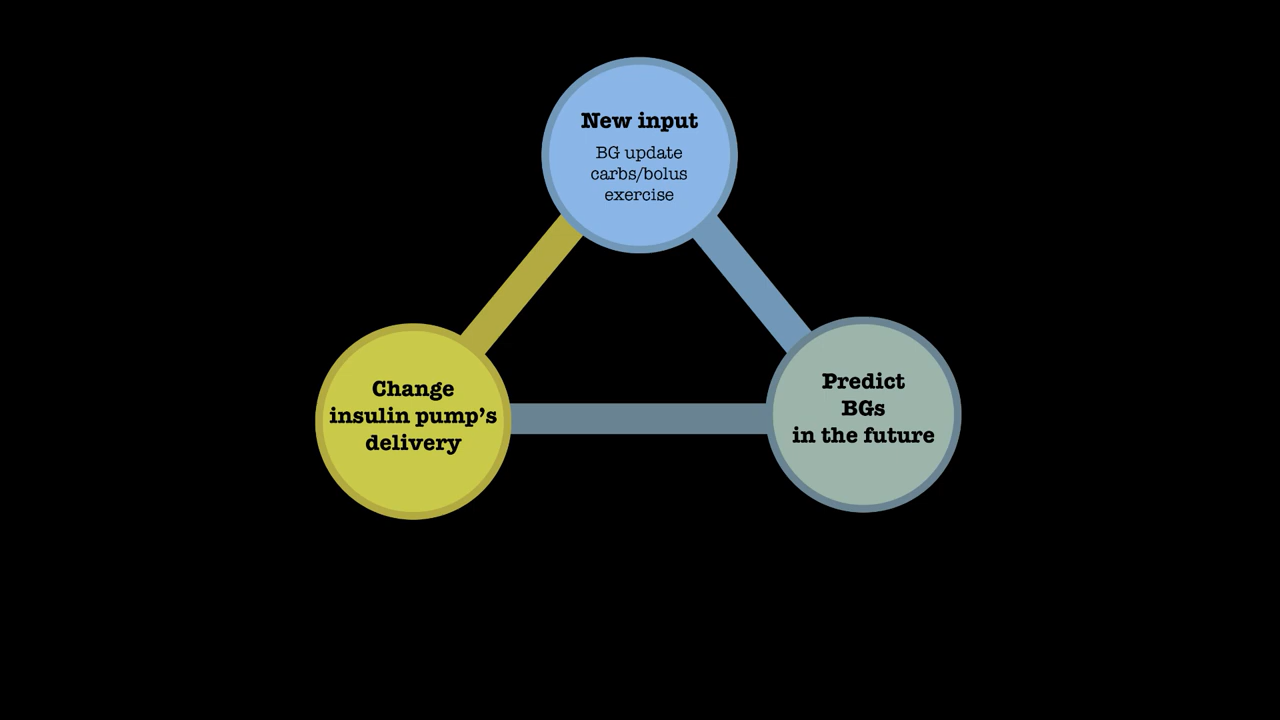 New input
BG update
carbs/bolus
exercise
Change
insulin pump's
delivery
Predict
BGs
in the future